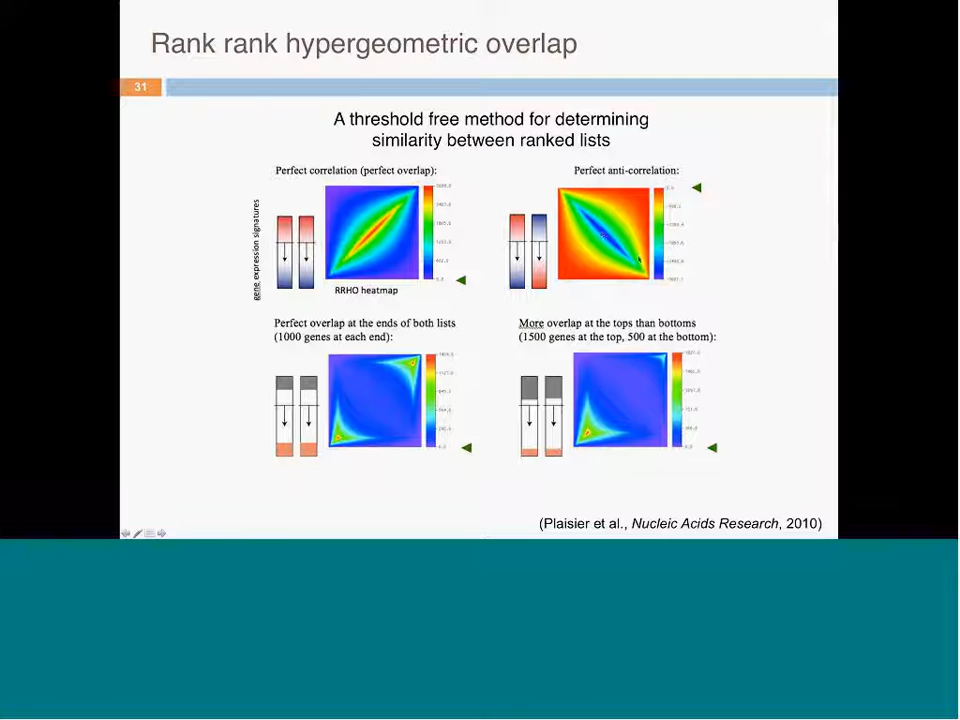 Rank rank hypergeometric overlap
31
A threshold free method for determining
similarity between ranked lists
Perfect correlation (perfect overlap):
Perfect anti-correlation:
gene expression signatures
RRHO heatmap
Perfect overlap at the ends of both lists
(1000 genes at each end):
More overlap at the tops than bottoms
(1500 genes at the top, 500 at the bottom):
(Plaisier et al., Nucleic Acids Research, 2010)